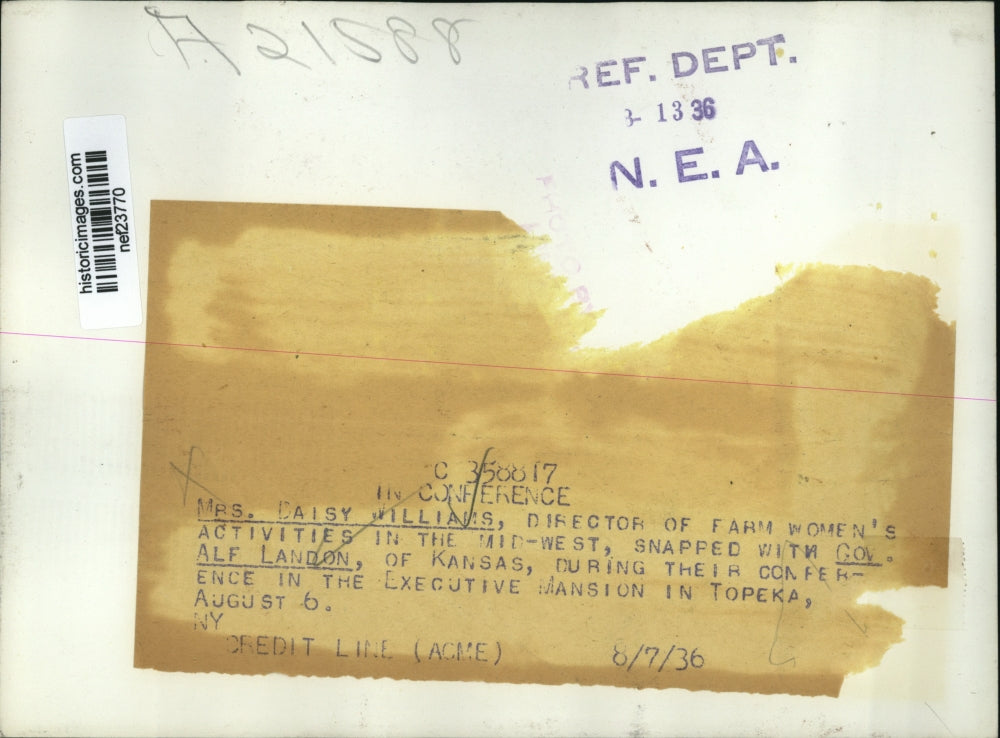 A 21588
REF. DEPT.
8- 13 36
N. E. A.
historicimages.com
nef23770
C 358817
IN CONFERENCE
MRS. DAISY WILLIAMS, DIRECTOR OF FARM WOMEN'S
ACTIVITIES IN THE MID-WEST, SNAPPED WITH GOV.
ALF LANDON, OF KANSAS, DURING THEIR CONFER-
ENCE IN THE EXECUTIVE MANSION IN TOPEKA,
AUGUST 6.
NY
CREDIT LINE (ACME) 8/7/36